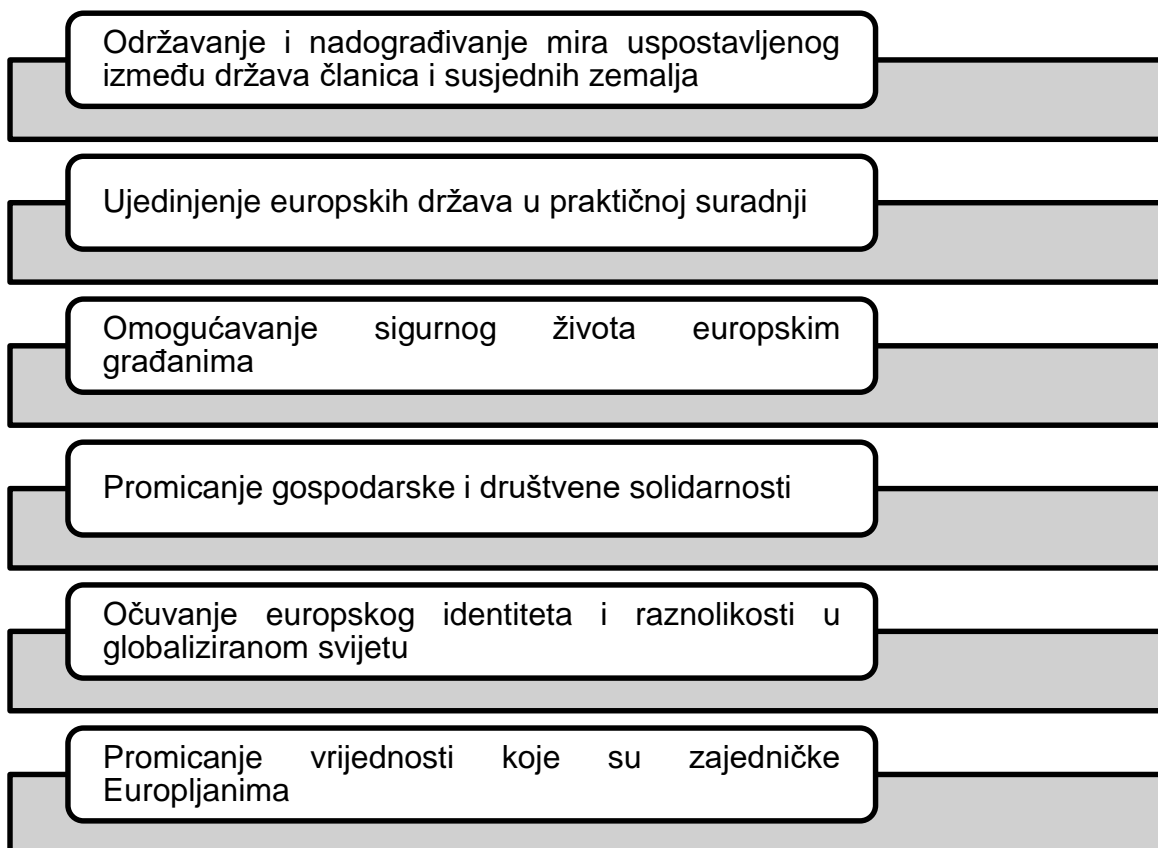 Održavanje i nadograđivanje mira uspostavljenog
između država članica i susjednih zemalja
Ujedinjenje europskih država u praktičnoj suradnji
Omogućavanje sigurnog života europskim
građanima
Promicanje gospodarske i društvene solidarnosti
Očuvanje europskog identiteta i raznolikosti u
globaliziranom svijetu
Promicanje vrijednosti koje su zajedničke
Europljanima